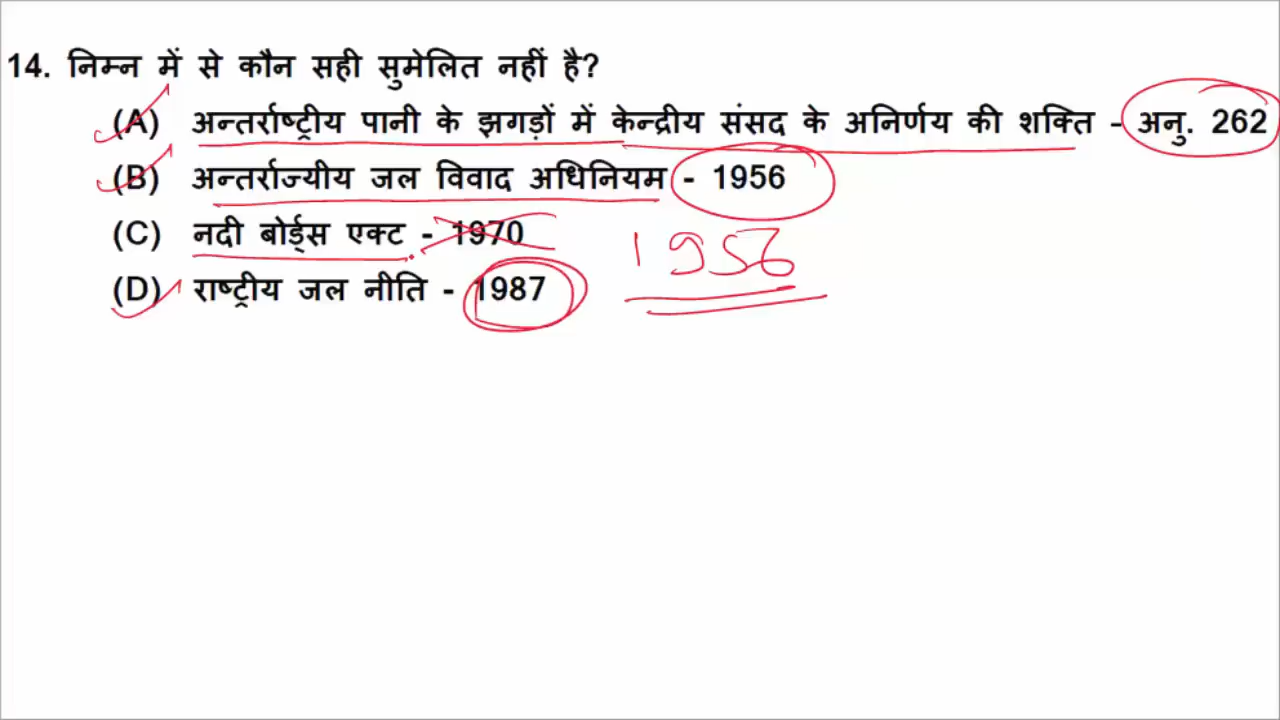 14. निम्न में से कौन सही सुमेलित नहीं है?
(A) अन्तर्राष्ट्रीय पानी के झगड़ों में केन्द्रीय संसद के अनिर्णय की शक्ति - अनु. 262
(B) अन्तर्राज्यीय जल विवाद अधिनियम - 1956
(C) नदी बोर्ड्स एक्ट - 1970
1956
(D) राष्ट्रीय जल नीति - 1987